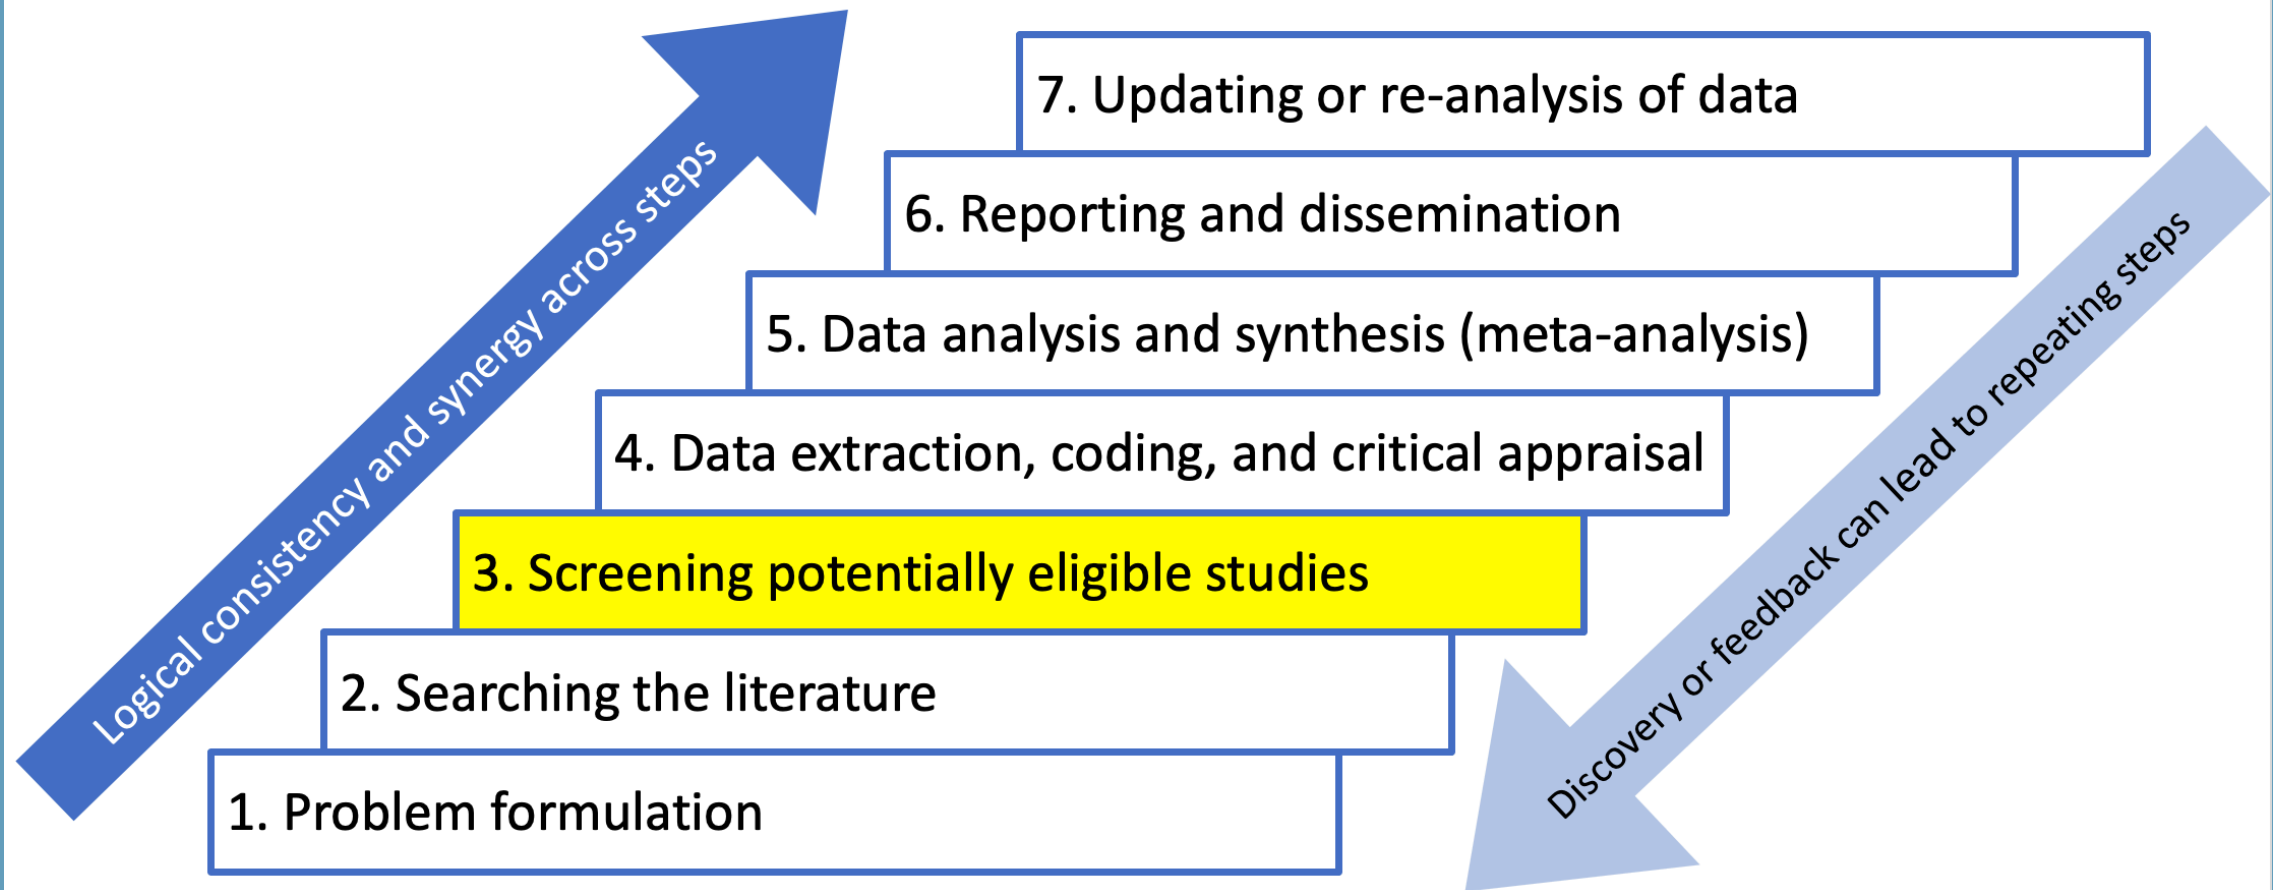 7. Updating or re-analysis of data
6. Reporting and dissemination
5. Data analysis and synthesis (meta-analysis)
4. Data extraction, coding, and critical appraisal
3. Screening potentially eligible studies
2. Searching the literature
1. Problem formulation
Logical consistency and synergy across steps
Discovery or feedback can lead to repeating steps